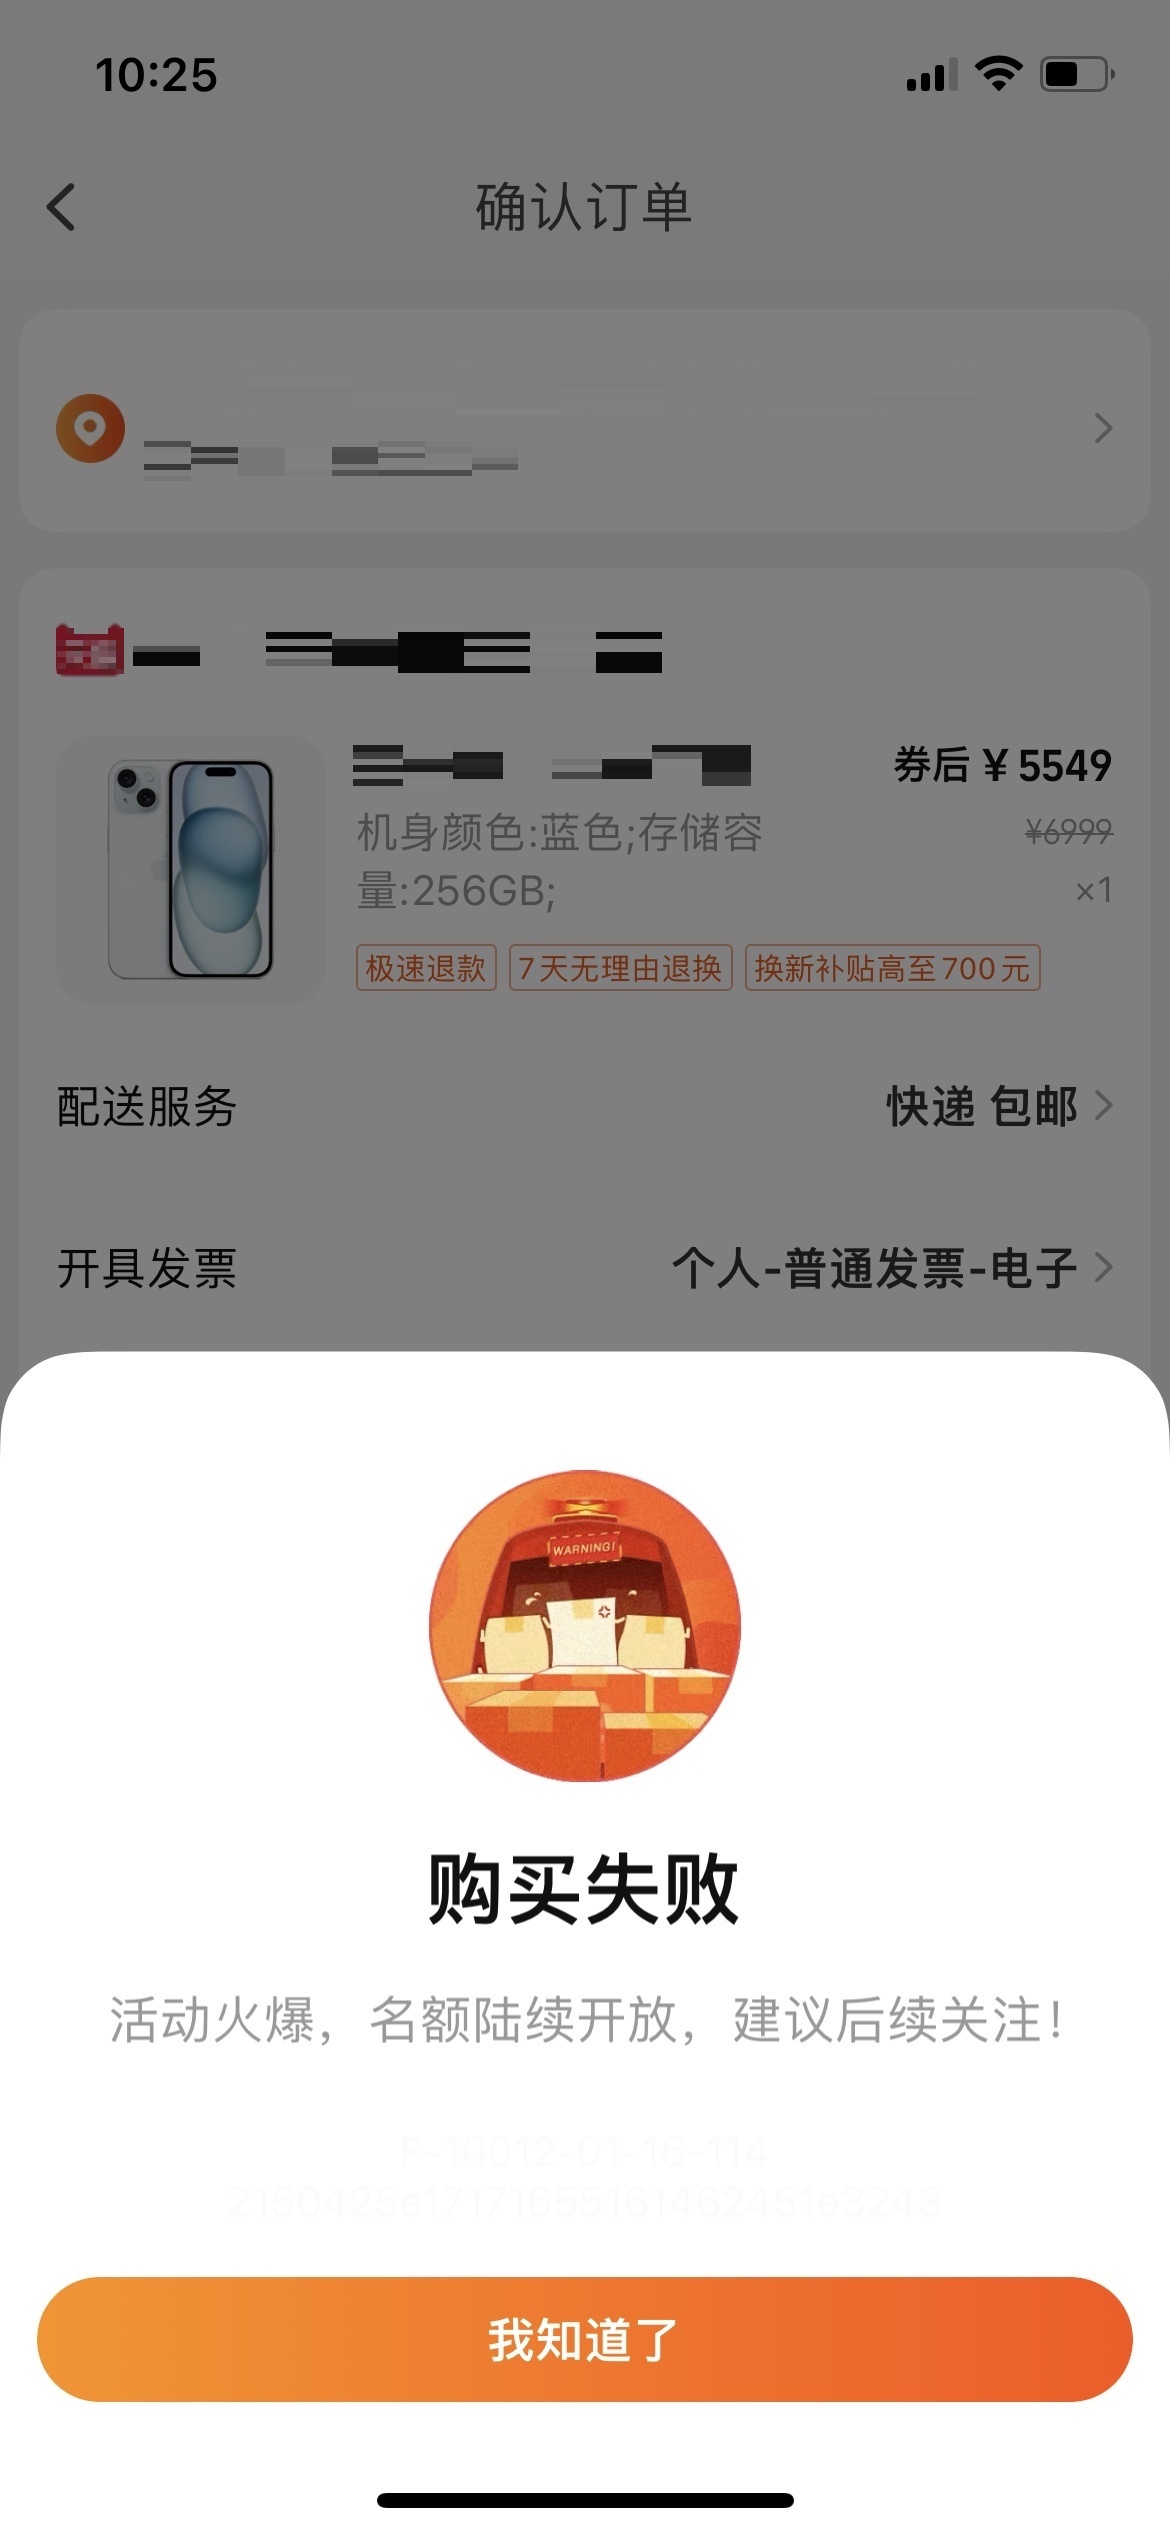 10:25
确认订单
券后 ¥ 5549
机身颜色:蓝色;存储容
¥6999
量:256GB;
×1
极速退款 7天无理由退换 换新补贴高至700元
配送服务 快递 包邮
开具发票 个人-普通发票-电子
WARNING!
购买失败
活动火爆，名额陆续开放，建议后续关注！
F-10012-01-16-114
2150425e17171655161462451e3243
我知道了